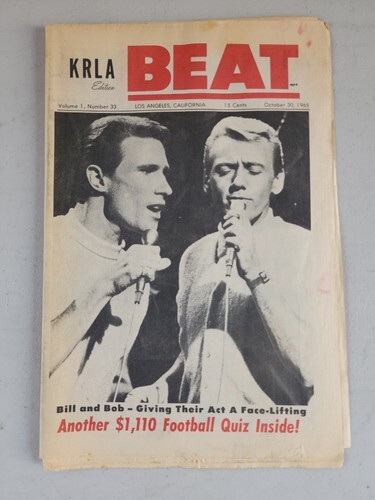 KRLA
Edition
BEAT
Volume 1, Number 33 LOS ANGELES, CALIFORNIA 15 Cents October 30, 1965
Bill and Bob – Giving Their Act A Face-Lifting
Another $1,110 Football Quiz Inside!